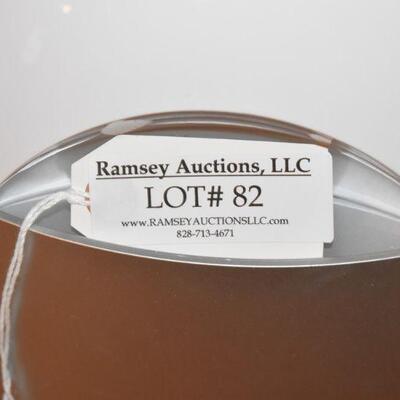 Ramsey Auctions, LLC
LOT# 82
www.RAMSEYAUCTIONSLLC.com
828-713-4671